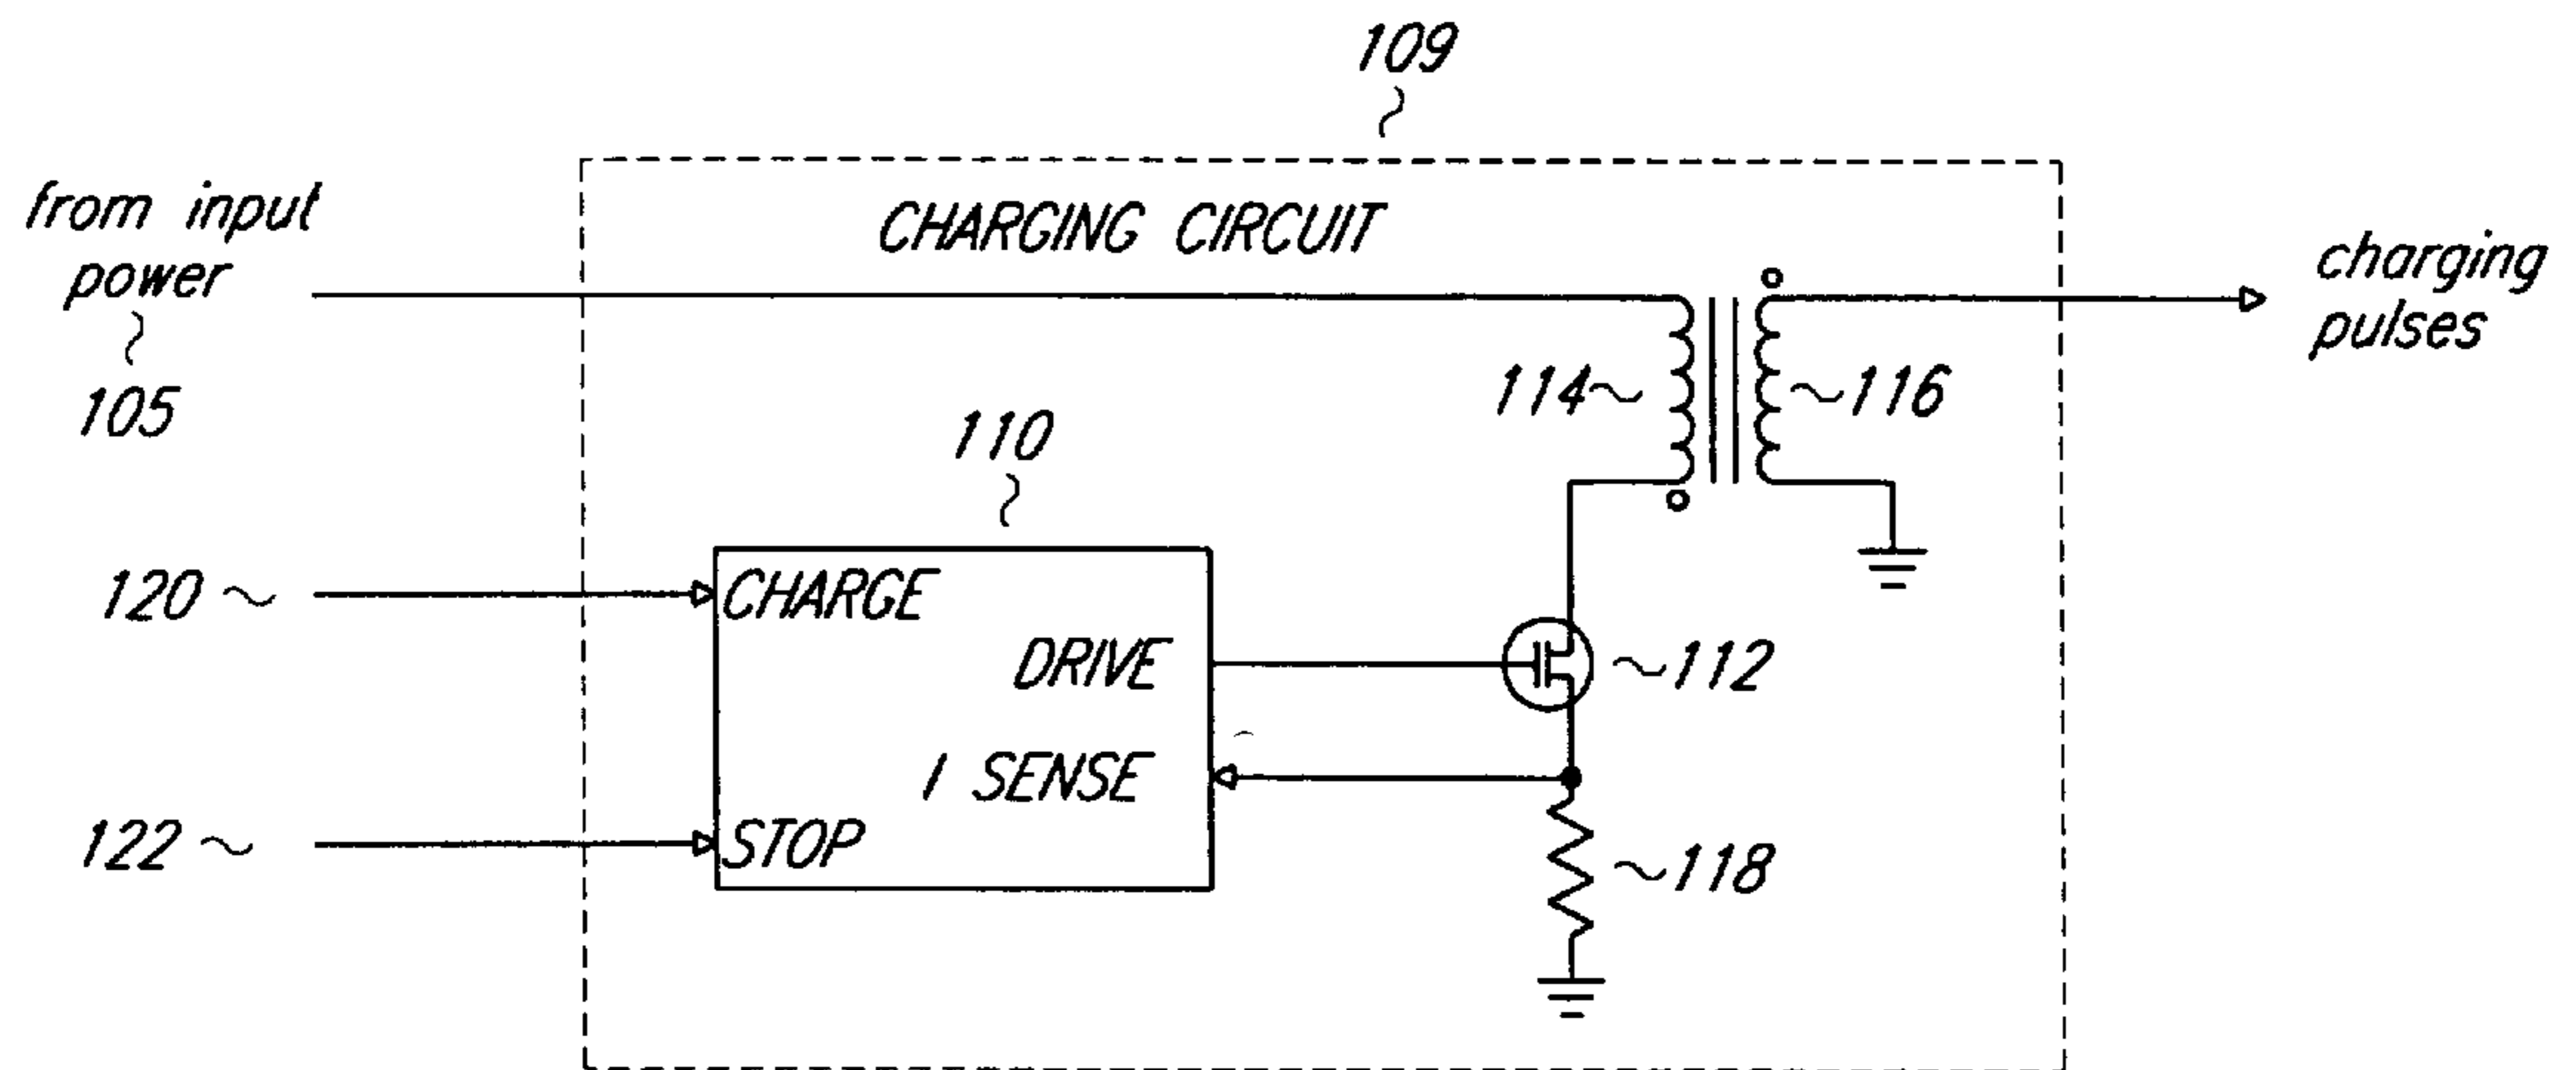 109
from input
power
105
CHARGING CIRCUIT
charging
pulses
114
116
110
120
CHARGE
DRIVE
112
I SENSE
122
STOP
118